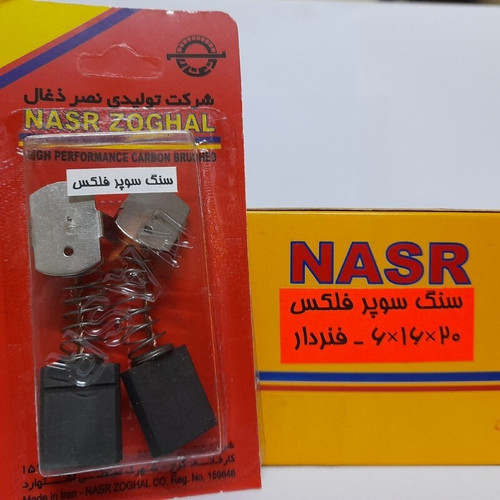 شرکت تولیدی نصر ذغال
NASR ZOGHAL
HIGH PERFORMANCE CARBON BRUSHES
سنگ سوپر فلکس
Made in Iran - NASR ZOGHAL CO. Reg. No. 159848
NASR
سنگ سوپر فلکس
۶×۱۶×۲۰ - فنردار